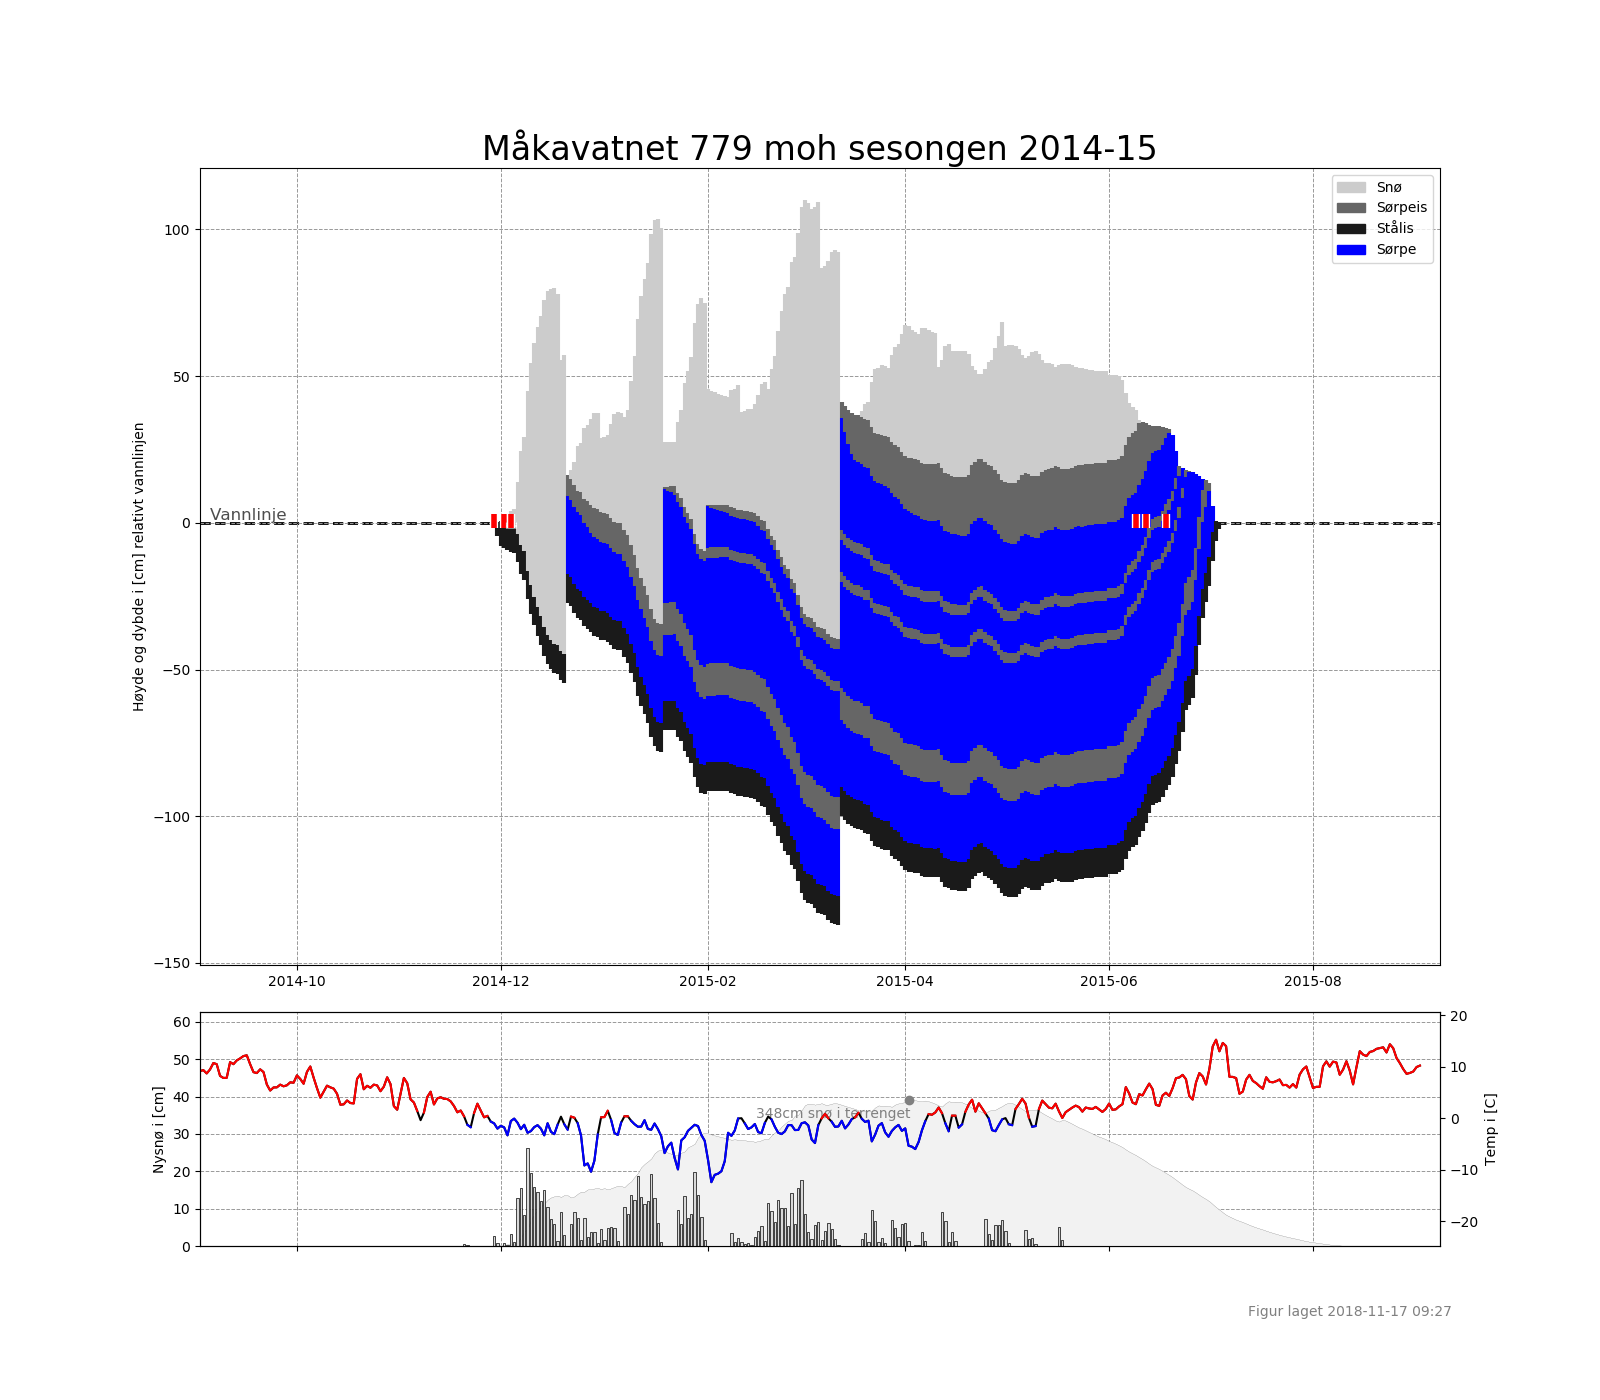 Måkavatnet 779 moh sesongen 2014-15
Høyde og dybde i [cm] relativt vannlinjen
100
50
0
−50
−100
−150
Vannlinje
Snø
Sørpeis
Stålis
Sørpe
2014-10
2014-12
2015-02
2015-04
2015-06
2015-08
Nysnø i [cm]
60
50
40
30
20
10
0
348cm snø i terrenget
20
10
0
−10
−20
Temp i [C]
Figur laget 2018-11-17 09:27